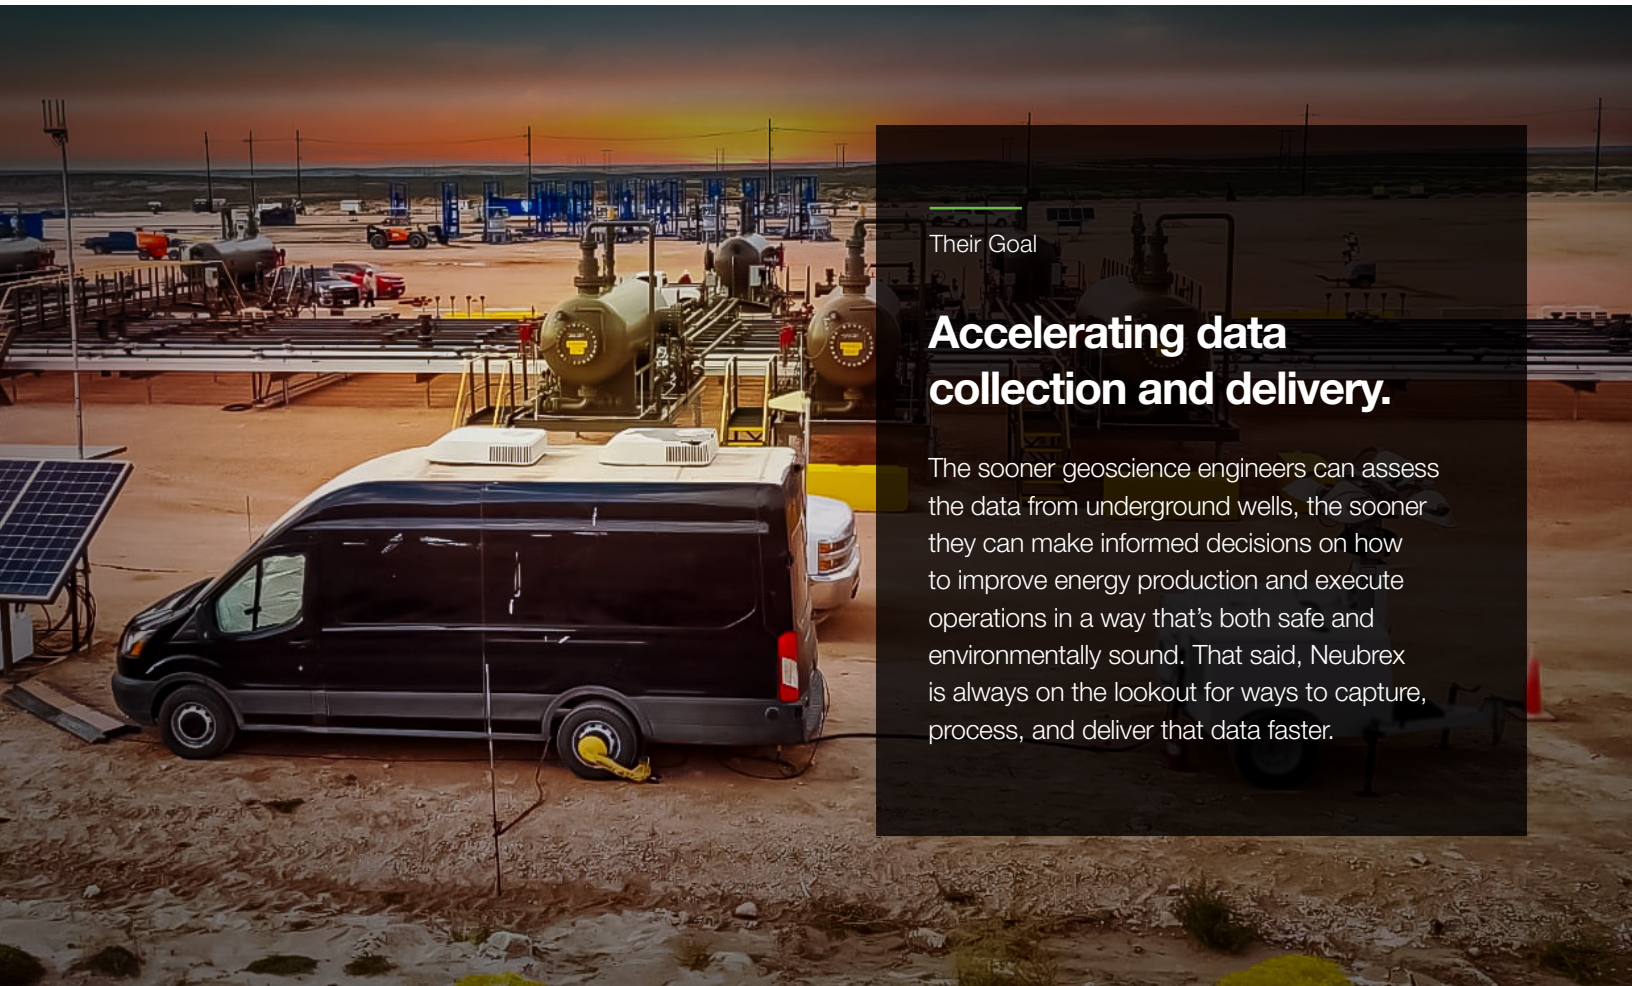 Their Goal
Accelerating data
collection and delivery.
The sooner geoscience engineers can assess
the data from underground wells, the sooner
they can make informed decisions on how
to improve energy production and execute
operations in a way that’s both safe and
environmentally sound. That said, Neubrex
is always on the lookout for ways to capture,
process, and deliver that data faster.